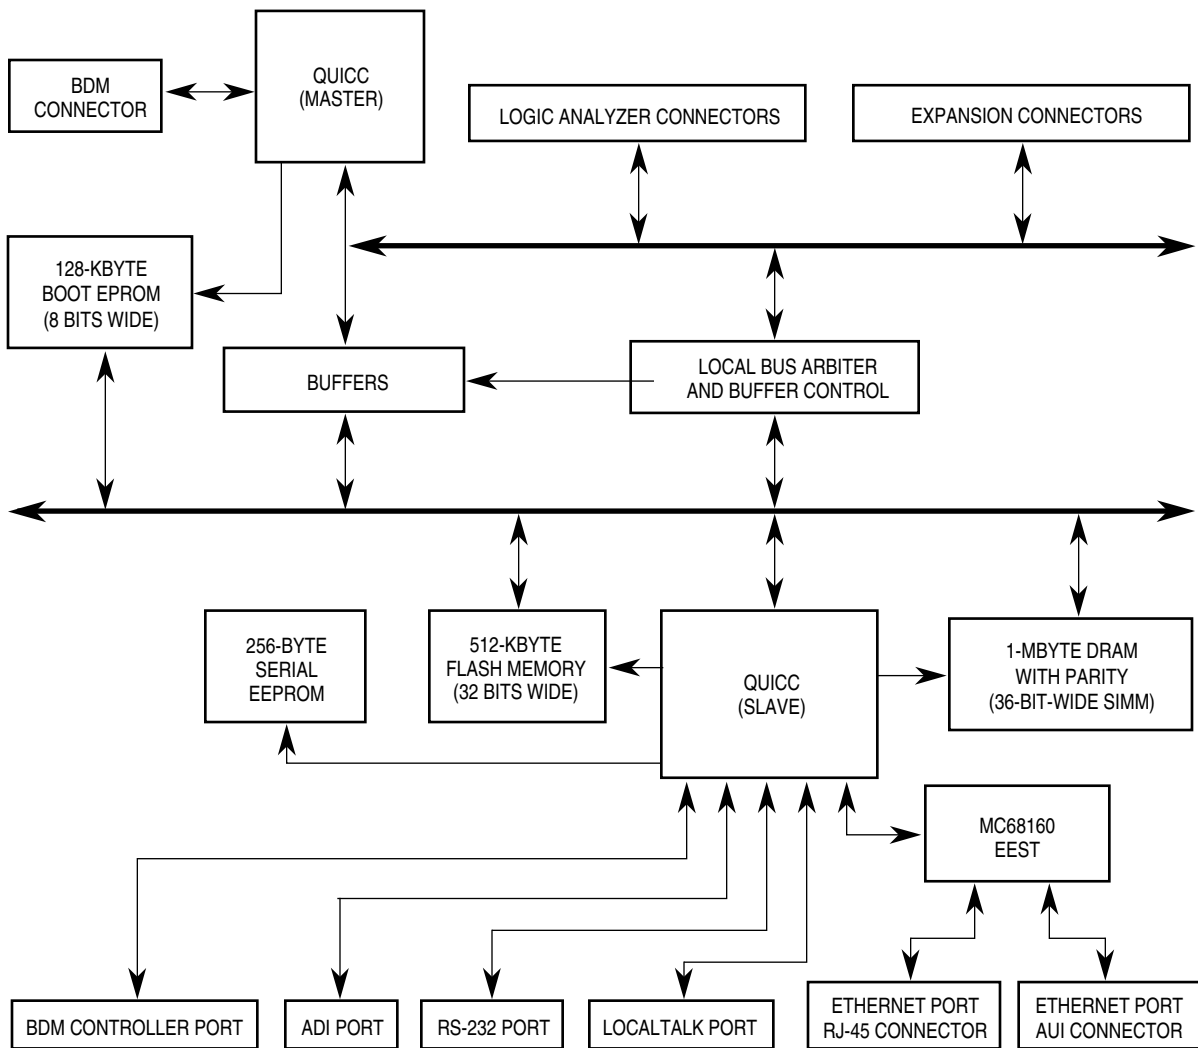 QUICC
(MASTER)
BDM
CONNECTOR
LOGIC ANALYZER CONNECTORS
EXPANSION CONNECTORS
128-KBYTE
BOOT EPROM
(8 BITS WIDE)
BUFFERS
LOCAL BUS ARBITER
AND BUFFER CONTROL
256-BYTE
SERIAL
EEPROM
512-KBYTE
FLASH MEMORY
(32 BITS WIDE)
QUICC
(SLAVE)
1-MBYTE DRAM
WITH PARITY
(36-BIT-WIDE SIMM)
MC68160
EEST
BDM CONTROLLER PORT
ADI PORT
RS-232 PORT
LOCALTALK PORT
ETHERNET PORT
RJ-45 CONNECTOR
ETHERNET PORT
AUI CONNECTOR